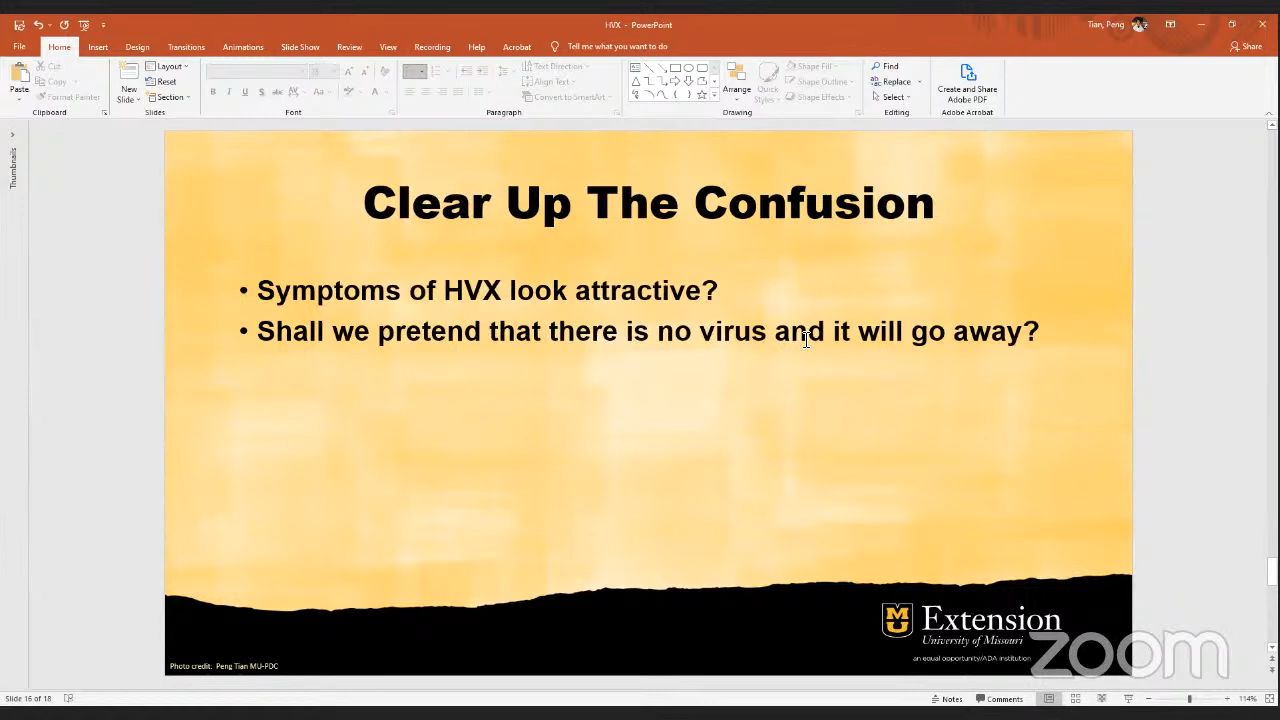 HVX - PowerPoint
Tian, Peng
File Home Insert Design Transitions Animations Slide Show Review View Recording Help Acrobat Tell me what you want to do
Share
Paste
Cut
Copy
Format Painter
Clipboard
New Slide
Layout
Reset
Section
Slides
B I U S abc AV Aa A
Font
Text Direction
Align Text
Convert to SmartArt
Paragraph
Arrange
Quick Styles
Shape Fill
Shape Outline
Shape Effects
Drawing
Find
Replace
Select
Editing
Create and Share Adobe PDF
Adobe Acrobat
Thumbnails
Clear Up The Confusion
• Symptoms of HVX look attractive?
• Shall we pretend that there is no virus and it will go away?
Extension
University of Missouri
an equal opportunity/ADA institution
Photo credit: Peng Tian MU-PDC
zoom
Slide 16 of 18
Notes
Comments
114%